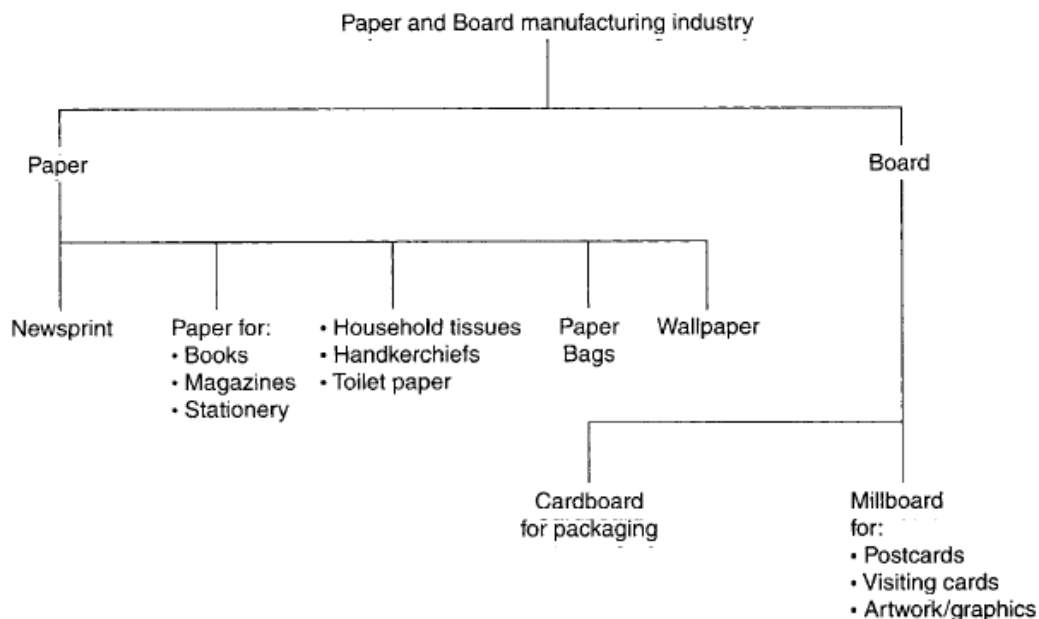 Paper and Board manufacturing industry
Paper
Board
Newsprint
Paper for:
• Books
• Magazines
• Stationery
• Household tissues
• Handkerchiefs
• Toilet paper
Paper
Bags
Wallpaper
Cardboard
for packaging
Millboard
for:
• Postcards
• Visiting cards
• Artwork/graphics